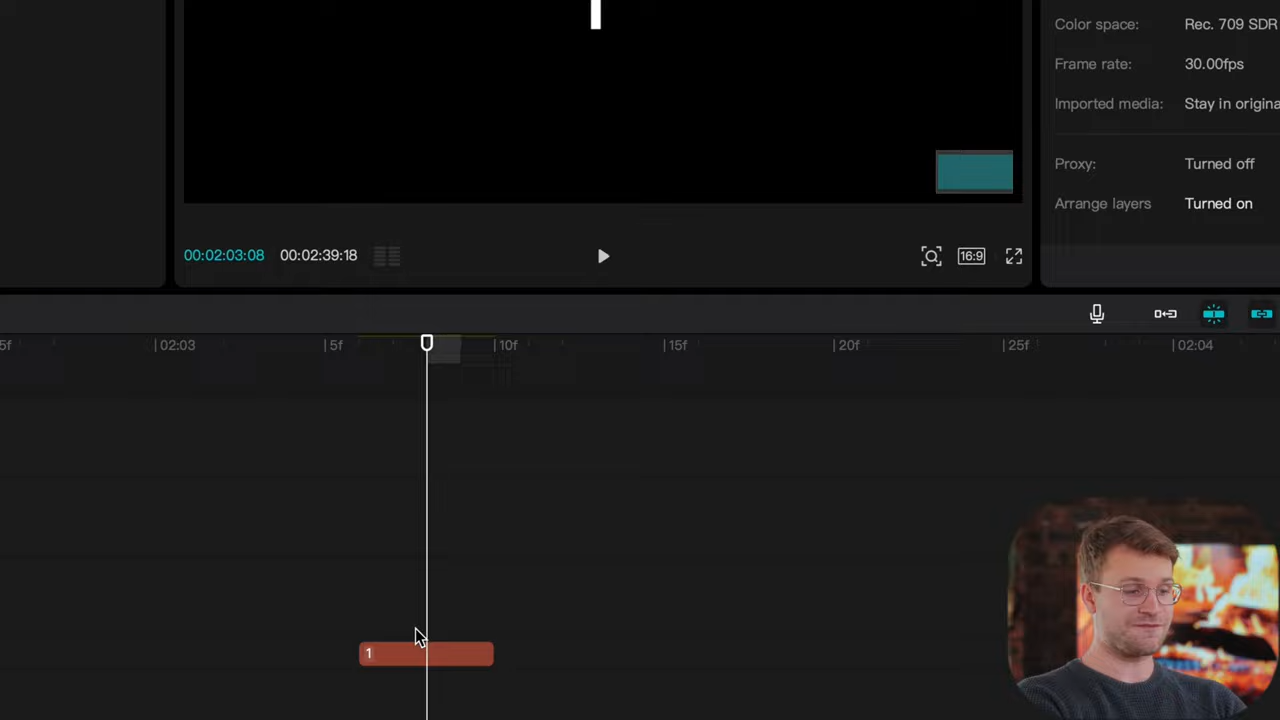 Color space: Rec. 709 SDR
Frame rate: 30.00fps
Imported media: Stay in origina
Proxy: Turned off
Arrange layers Turned on
00:02:03:08 00:02:39:18 16:9
5f 02:03 5f 10f 15f 20f 25f 02:04
1